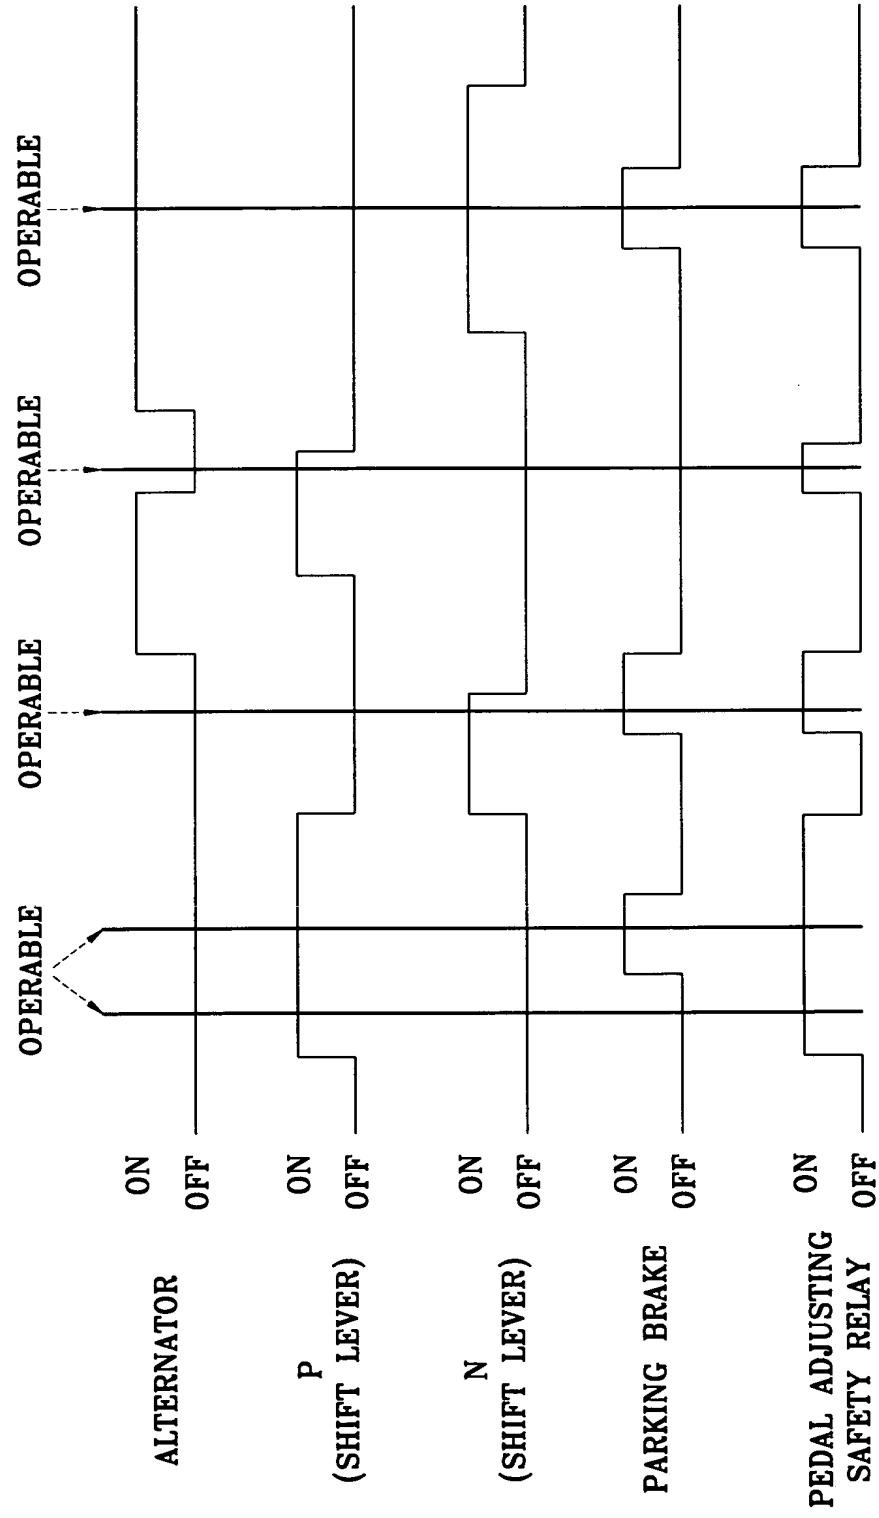 OPERABLE
OPERABLE
OPERABLE
OPERABLE
ALTERNATOR
ON
OFF
P
(SHIFT LEVER)
ON
OFF
N
(SHIFT LEVER)
ON
OFF
PARKING BRAKE
ON
OFF
PEDAL ADJUSTING
SAFETY RELAY
ON
OFF